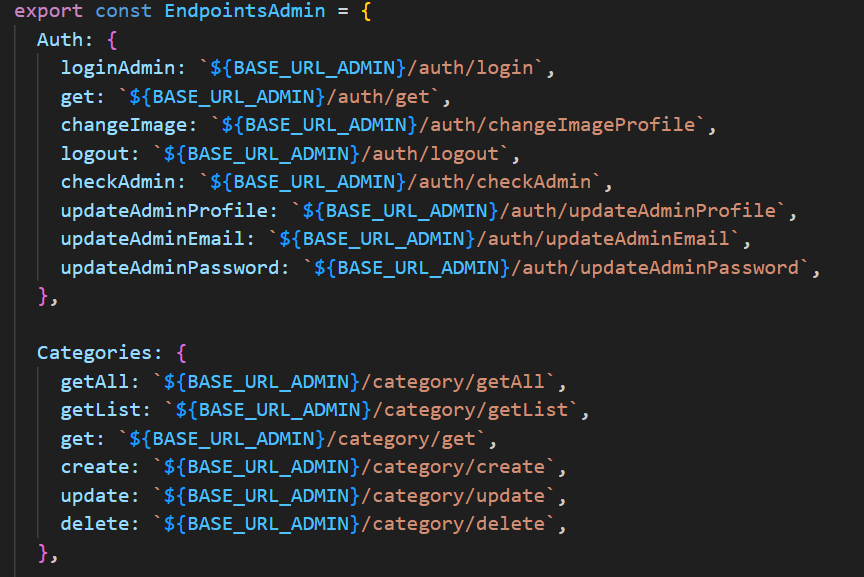 export const EndpointsAdmin = {
  Auth: {
    loginAdmin: `${BASE_URL_ADMIN}/auth/login`,
    get: `${BASE_URL_ADMIN}/auth/get`,
    changeImage: `${BASE_URL_ADMIN}/auth/changeImageProfile`,
    logout: `${BASE_URL_ADMIN}/auth/logout`,
    checkAdmin: `${BASE_URL_ADMIN}/auth/checkAdmin`,
    updateAdminProfile: `${BASE_URL_ADMIN}/auth/updateAdminProfile`,
    updateAdminEmail: `${BASE_URL_ADMIN}/auth/updateAdminEmail`,
    updateAdminPassword: `${BASE_URL_ADMIN}/auth/updateAdminPassword`,
  },

  Categories: {
    getAll: `${BASE_URL_ADMIN}/category/getAll`,
    getList: `${BASE_URL_ADMIN}/category/getList`,
    get: `${BASE_URL_ADMIN}/category/get`,
    create: `${BASE_URL_ADMIN}/category/create`,
    update: `${BASE_URL_ADMIN}/category/update`,
    delete: `${BASE_URL_ADMIN}/category/delete`,
  },